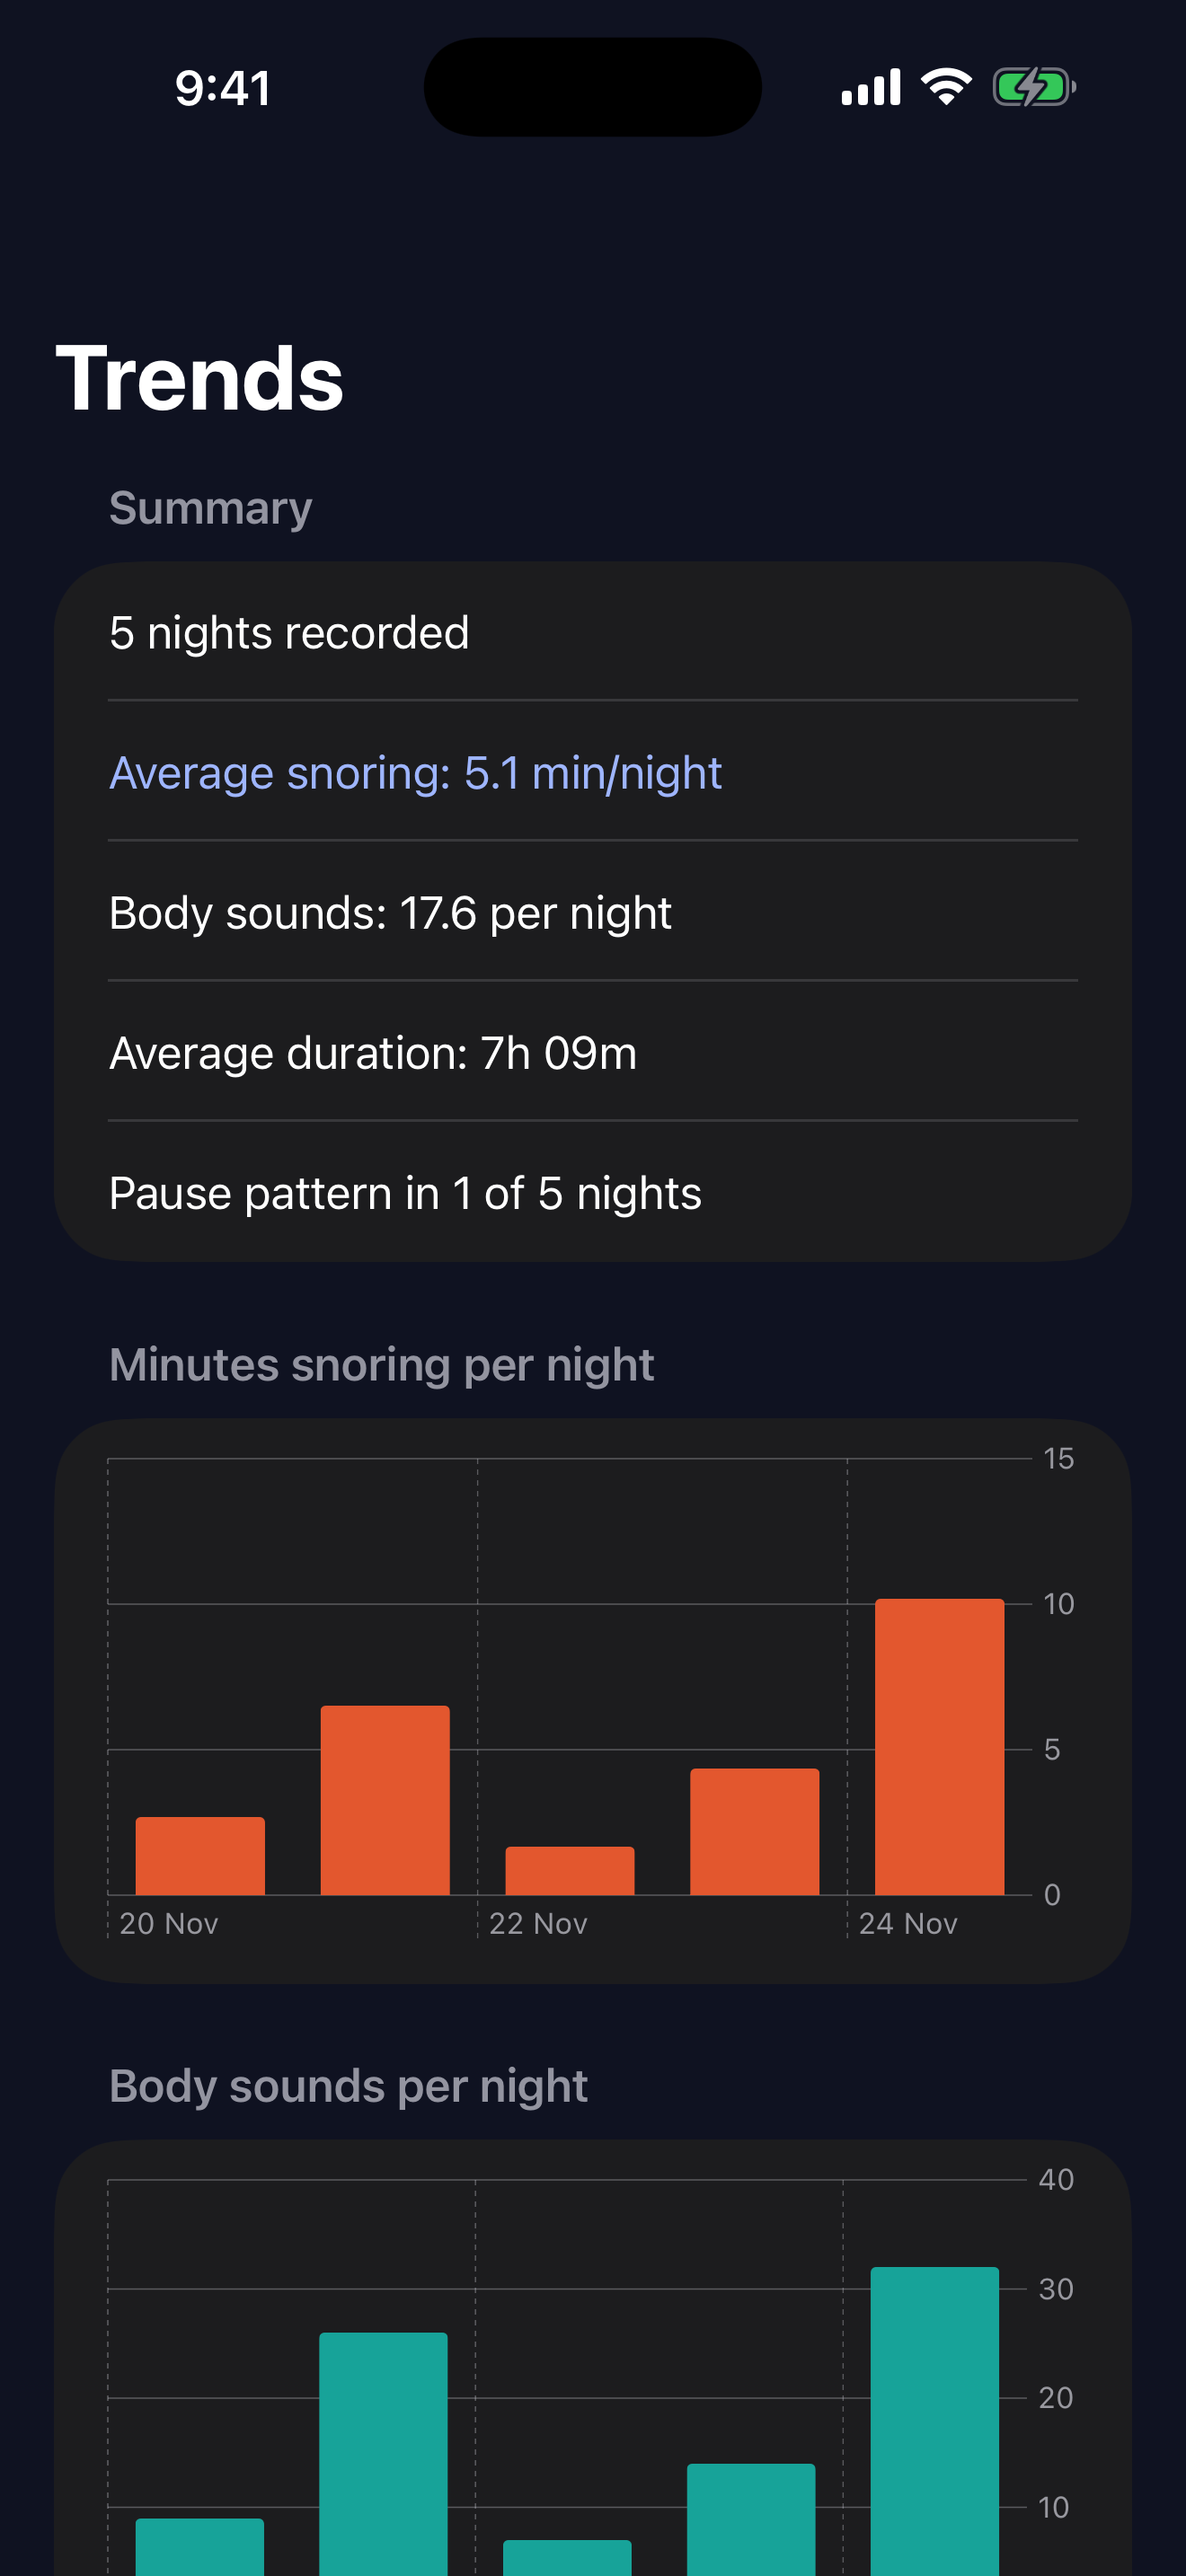 9:41
Trends
Summary
5 nights recorded
Average snoring: 5.1 min/night
Body sounds: 17.6 per night
Average duration: 7h 09m
Pause pattern in 1 of 5 nights
Minutes snoring per night
15
10
5
0
20 Nov 22 Nov 24 Nov
Body sounds per night
40
30
20
10